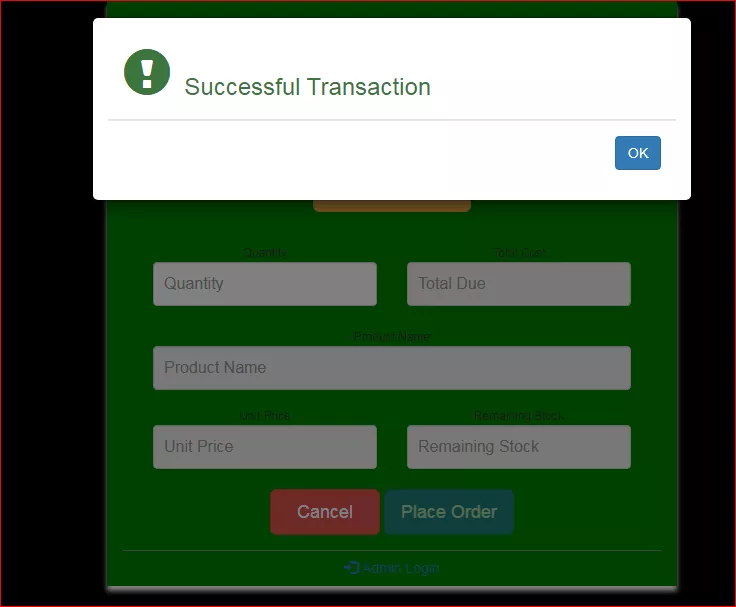 Successful Transaction
OK
Quantity Total Due
Quantity Total Due
Product Name
Product Name
Unit Price Remaining Stock
Unit Price Remaining Stock
Cancel Place Order
Admin Login